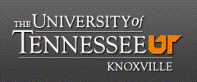 THE UNIVERSITY of
TENNESSEE UT
KNOXVILLE